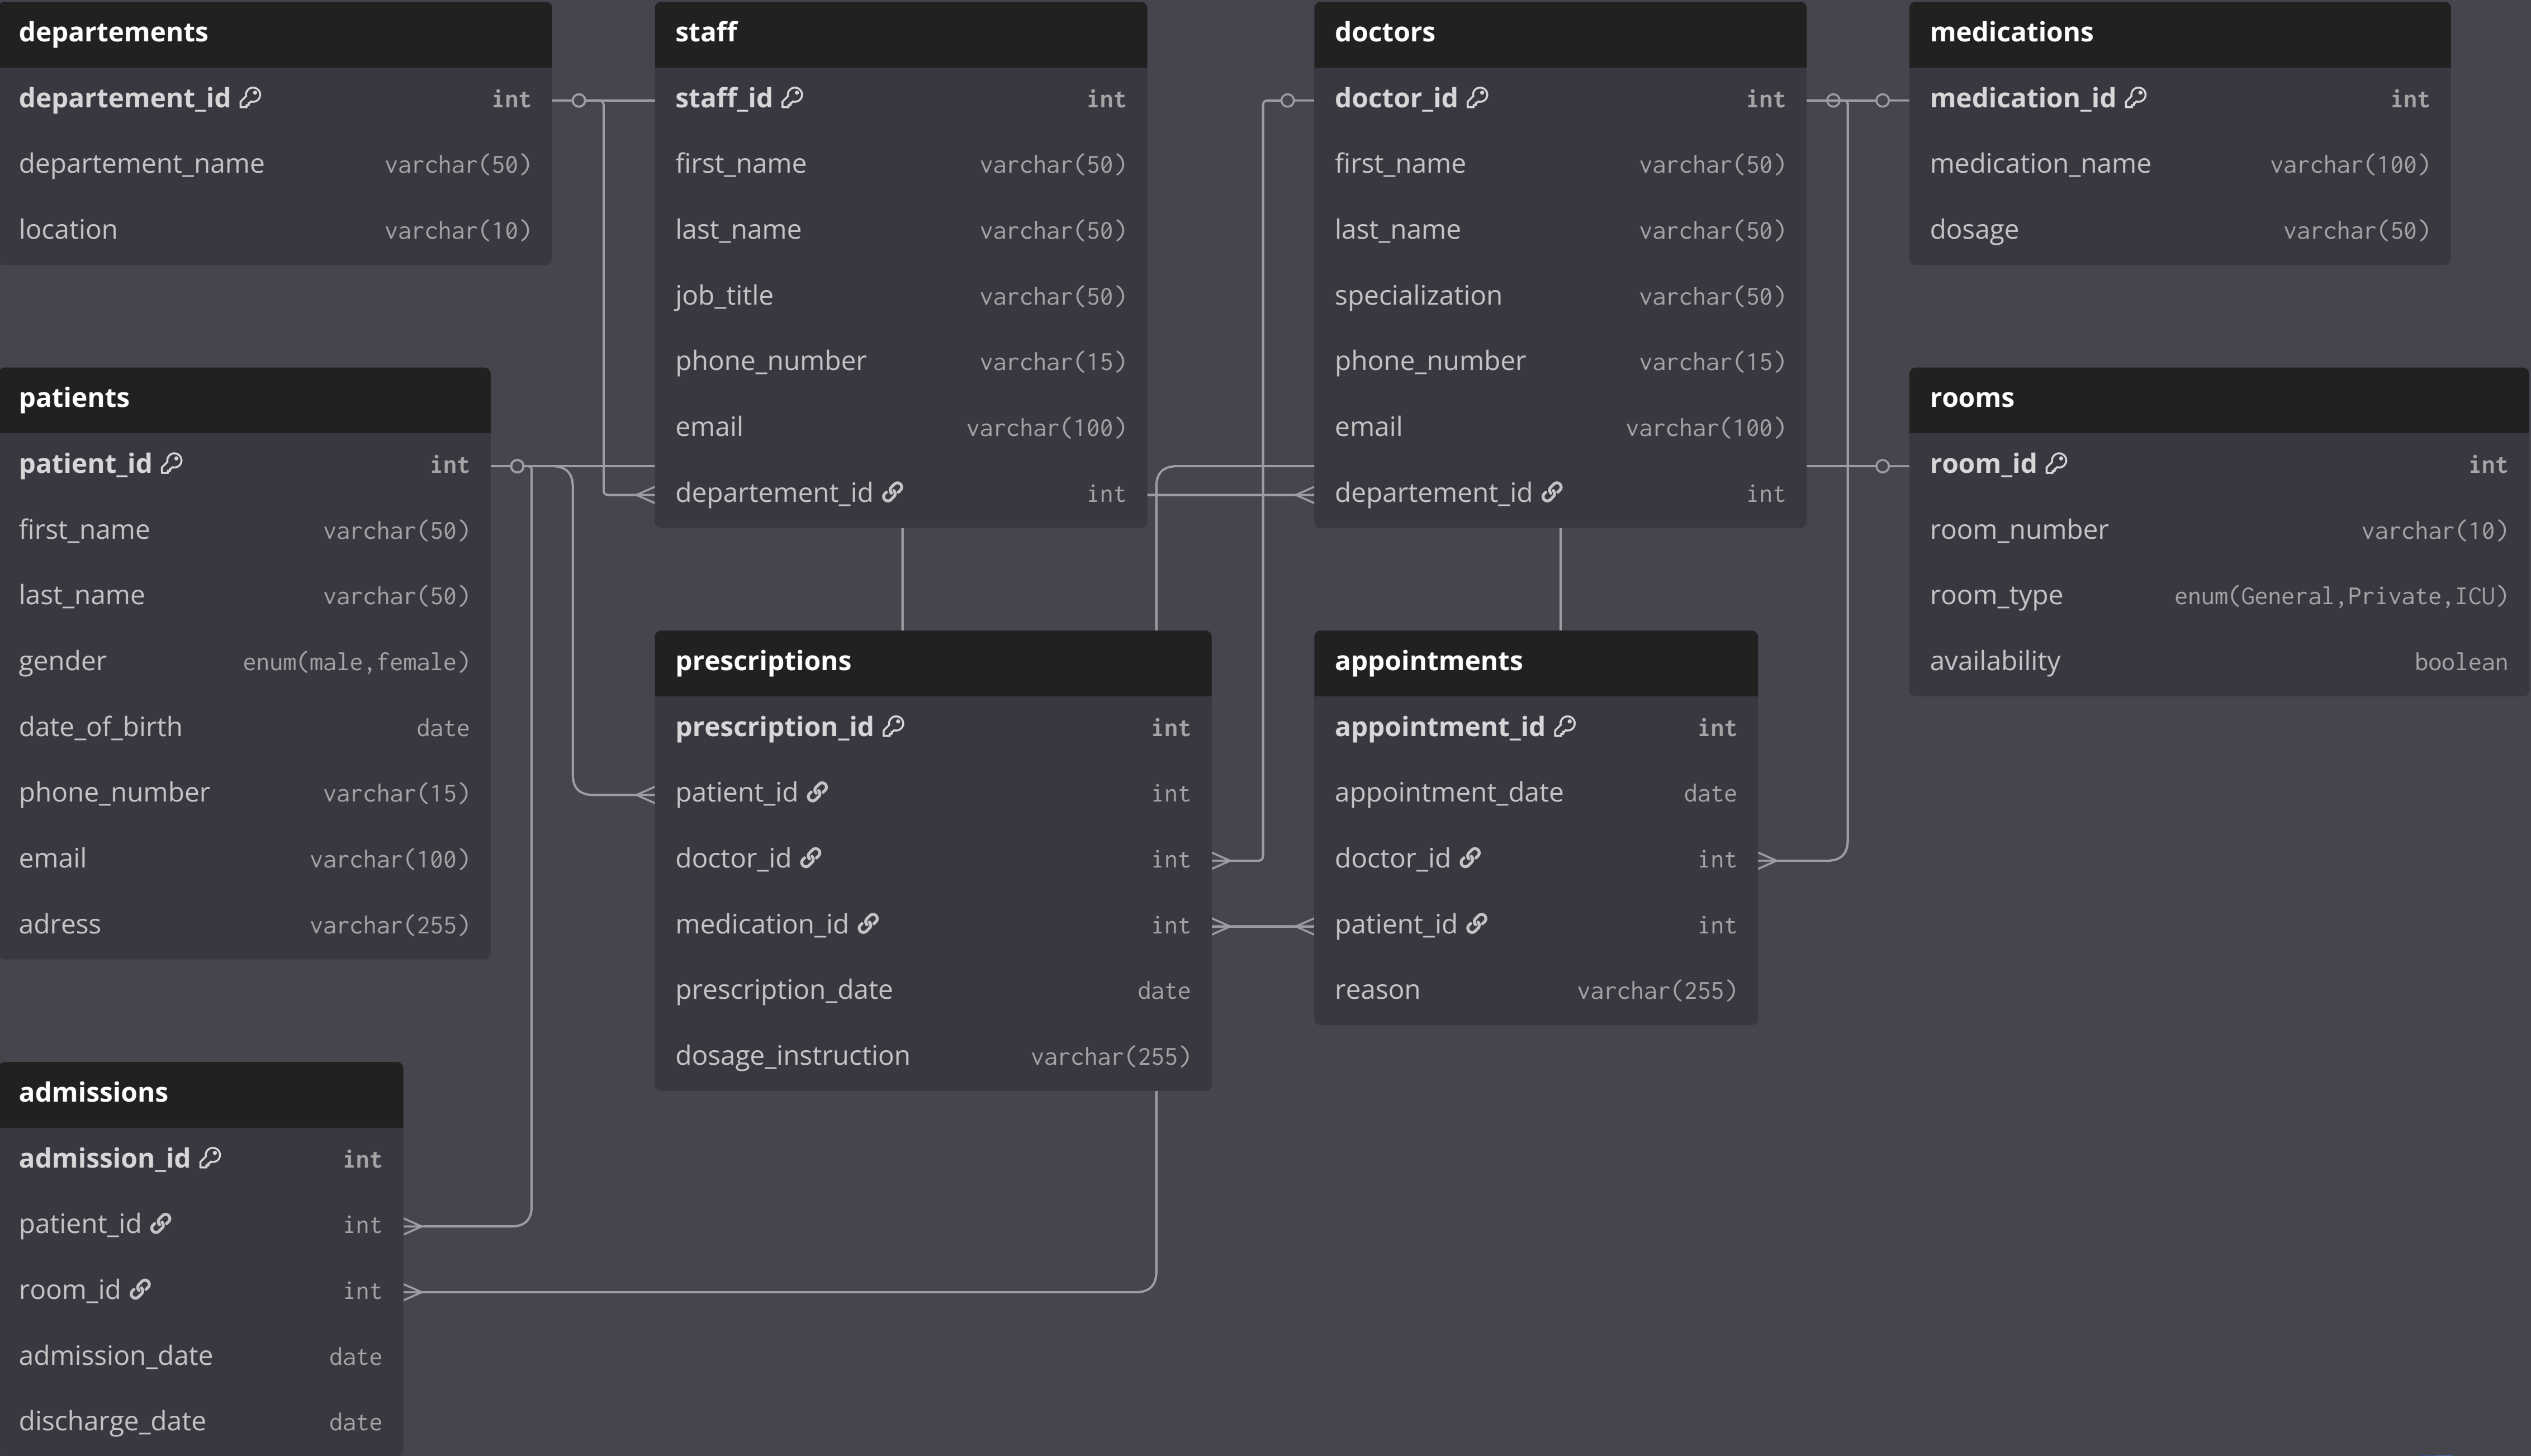 departements
departement_id int
departement_name varchar(50)
location varchar(10)
staff
staff_id int
first_name varchar(50)
last_name varchar(50)
job_title varchar(50)
phone_number varchar(15)
email varchar(100)
departement_id int
doctors
doctor_id int
first_name varchar(50)
last_name varchar(50)
specialization varchar(50)
phone_number varchar(15)
email varchar(100)
departement_id int
medications
medication_id int
medication_name varchar(100)
dosage varchar(50)
patients
patient_id int
first_name varchar(50)
last_name varchar(50)
gender enum(male,female)
date_of_birth date
phone_number varchar(15)
email varchar(100)
adress varchar(255)
rooms
room_id int
room_number varchar(10)
room_type enum(General,Private,ICU)
availability boolean
prescriptions
prescription_id int
patient_id int
doctor_id int
medication_id int
prescription_date date
dosage_instruction varchar(255)
appointments
appointment_id int
appointment_date date
doctor_id int
patient_id int
reason varchar(255)
admissions
admission_id int
patient_id int
room_id int
admission_date date
discharge_date date